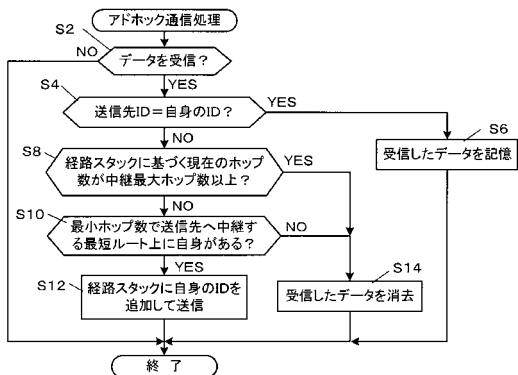 アドホック通信処理
S2
NO
データを受信?
YES
S4
送信先ID=自身のID?
YES
NO
S6
受信したデータを記憶
S8
経路スタックに基づく現在のホップ
数が中継最大ホップ数以上?
YES
NO
S10
最小ホップ数で送信先へ中継す
る最短ルート上に自身がある?
NO
YES
S12
経路スタックに自身のIDを
追加して送信
S14
受信したデータを消去
終 了